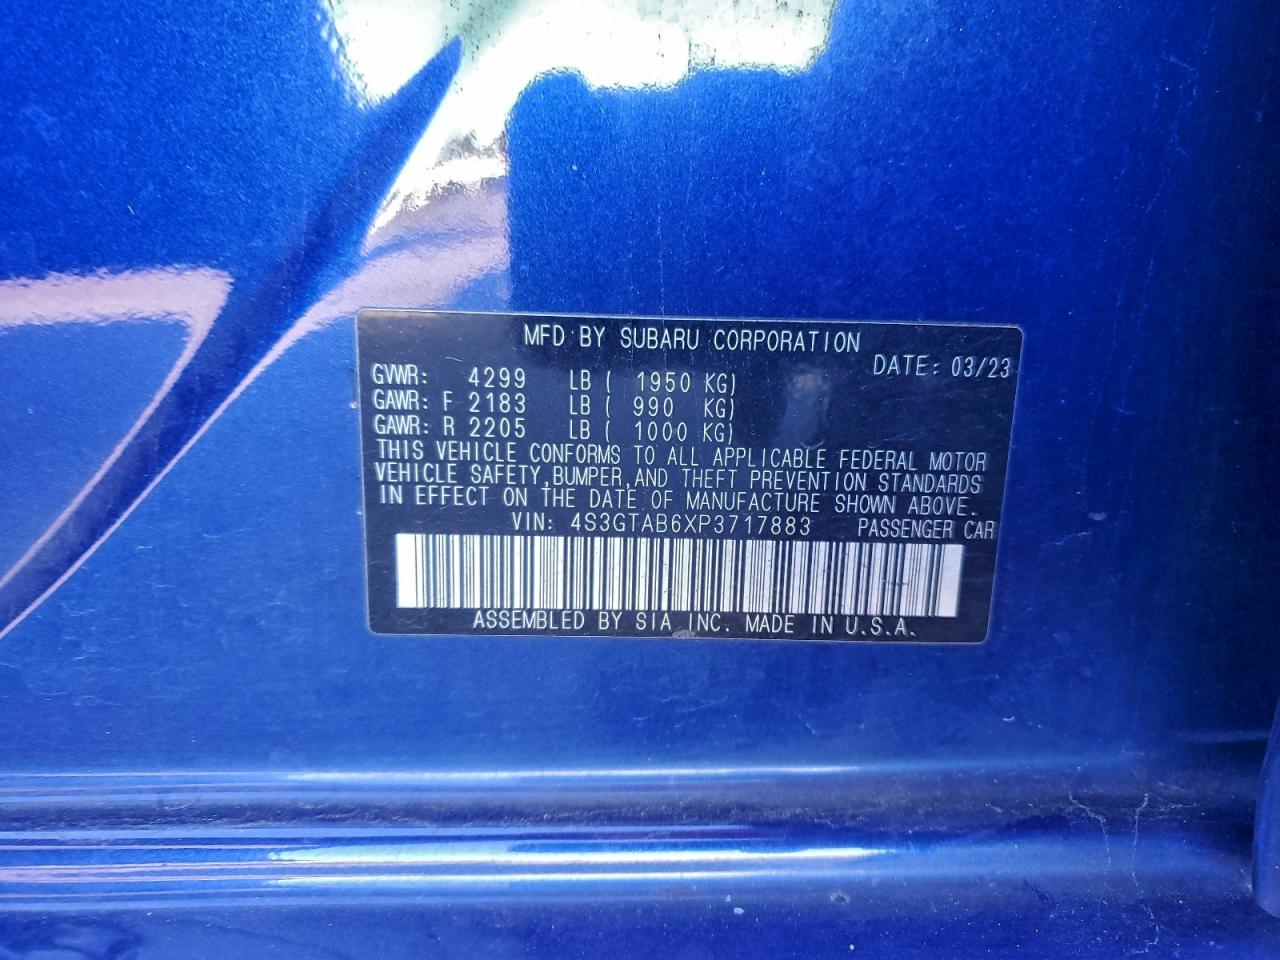 MFD BY SUBARU CORPORATION
DATE: 03/23
GVWR: 4299 LB ( 1950 KG)
GAWR: F 2183 LB ( 990 KG)
GAWR: R 2205 LB ( 1000 KG)
THIS VEHICLE CONFORMS TO ALL APPLICABLE FEDERAL MOTOR
VEHICLE SAFETY,BUMPER,AND THEFT PREVENTION STANDARDS
IN EFFECT ON THE DATE OF MANUFACTURE SHOWN ABOVE.
VIN: 4S3GTAB6XP3717883 PASSENGER CAR
ASSEMBLED BY SIA INC. MADE IN U.S.A.